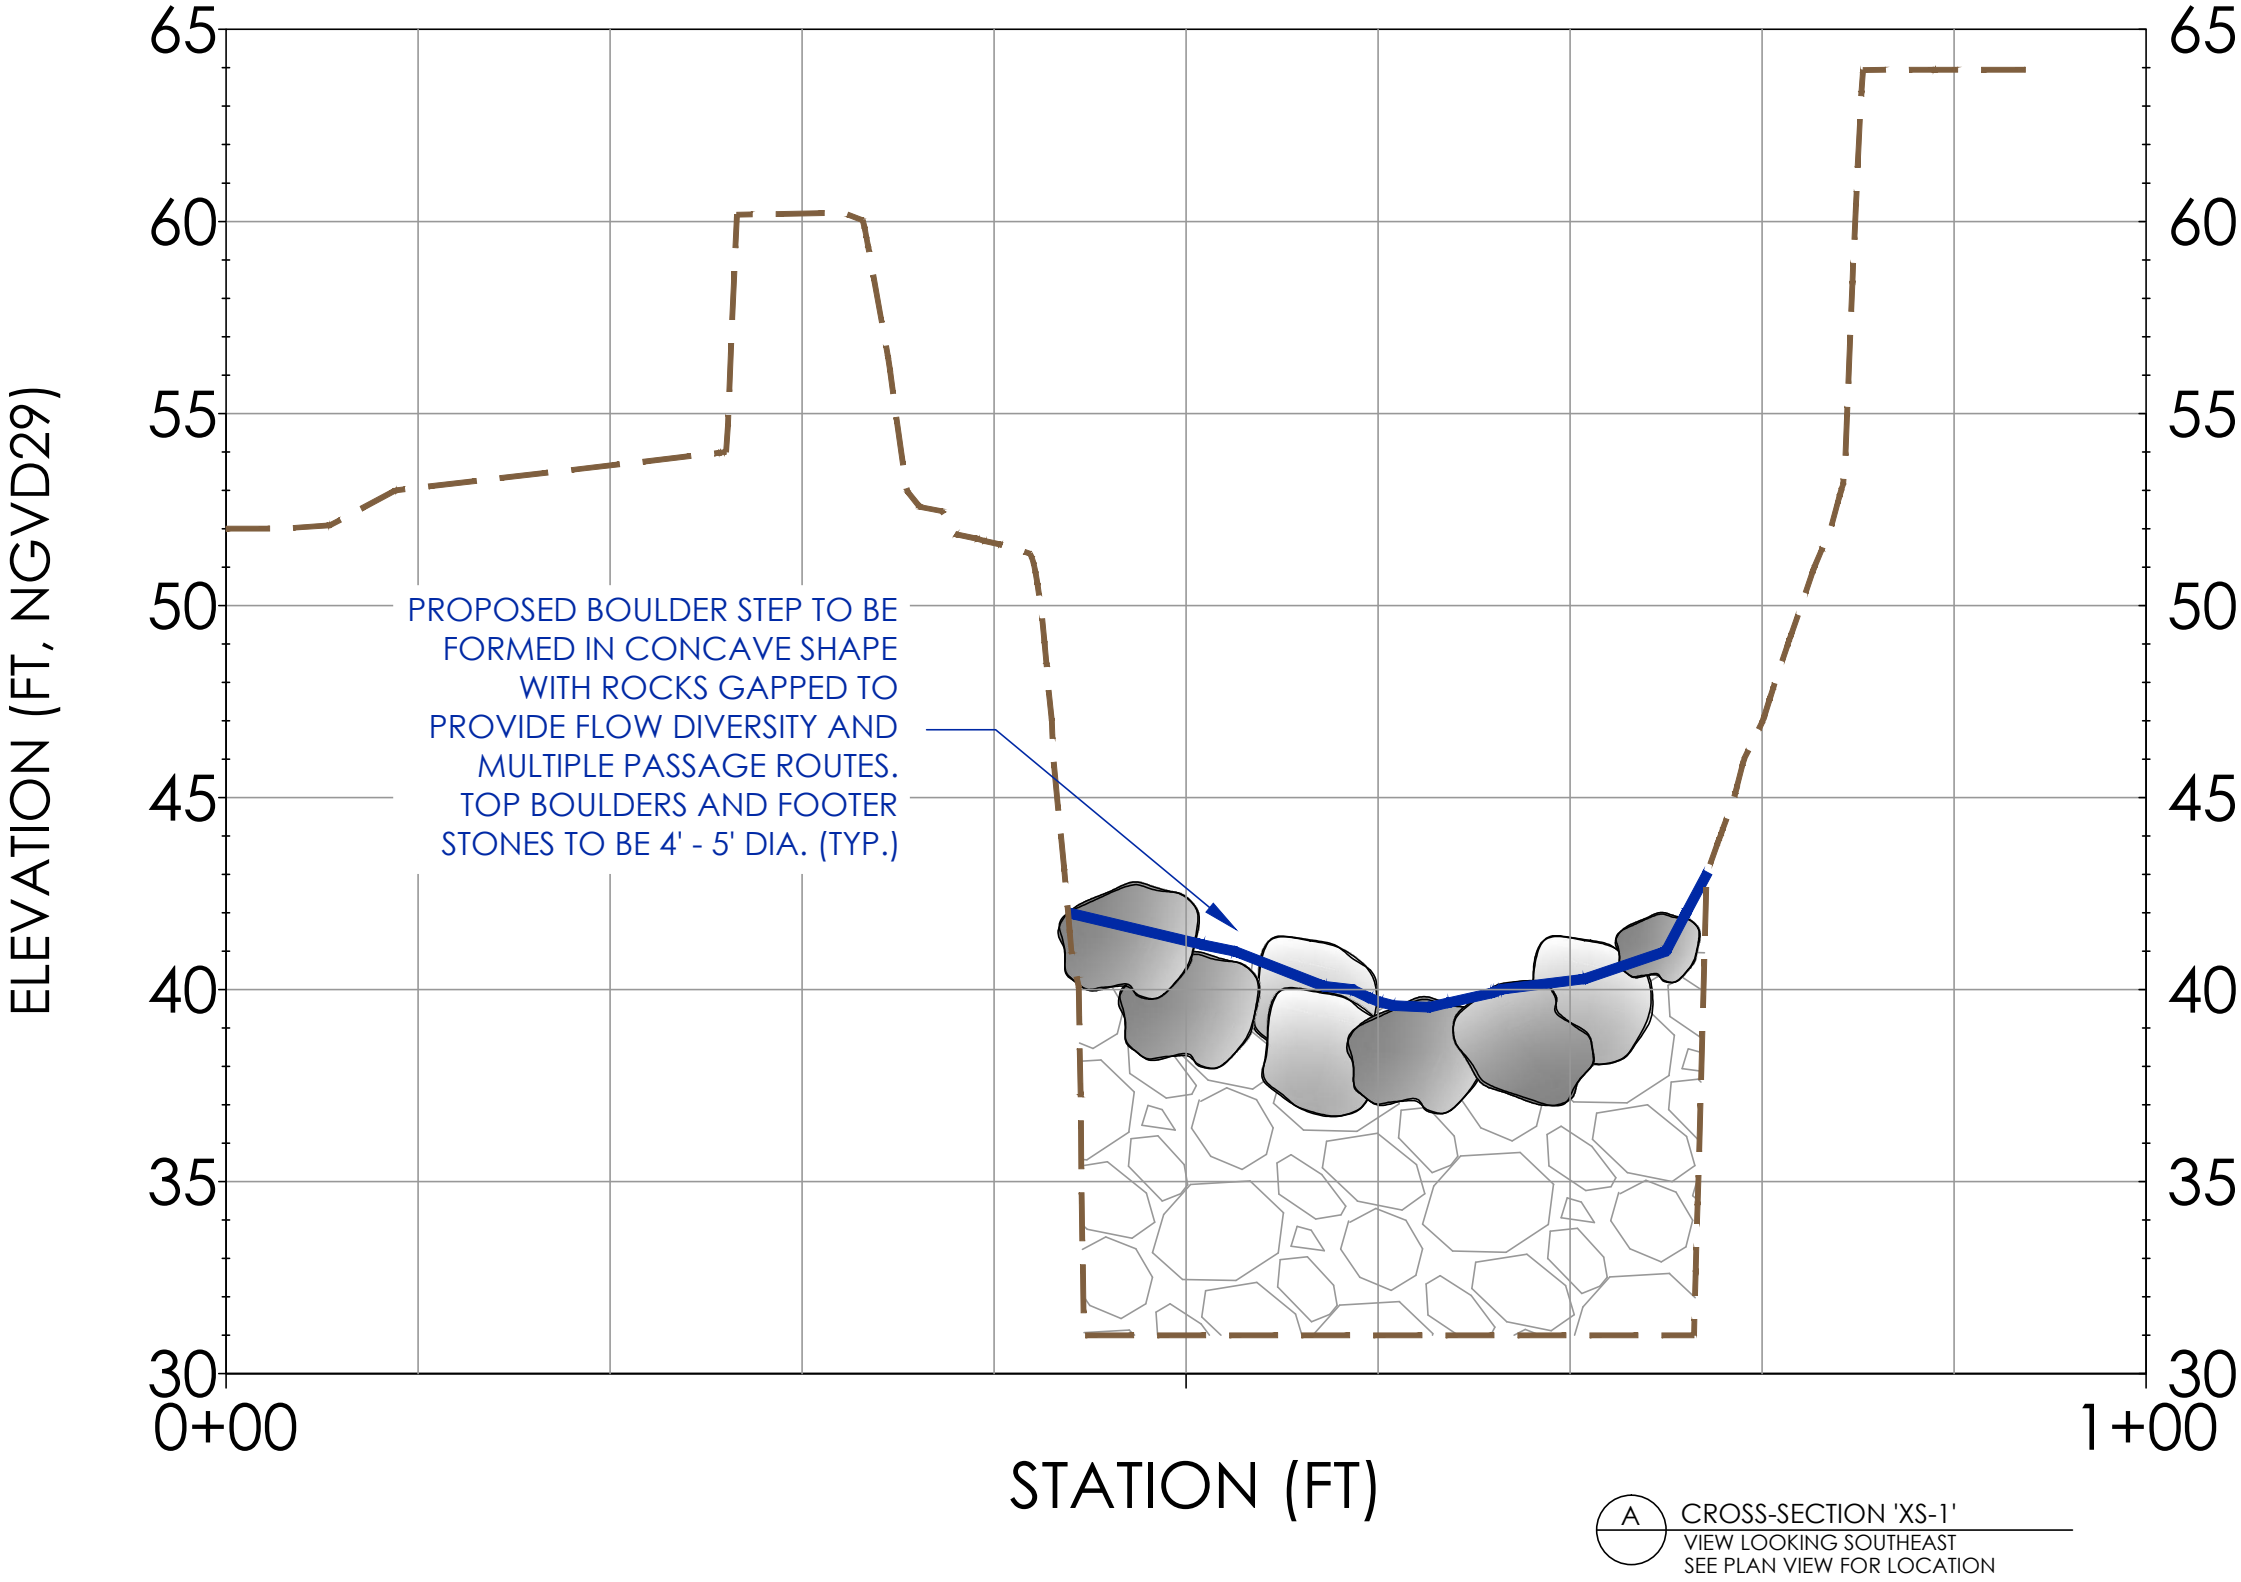 65
65
60
60
55
55
50
50
45
45
40
40
35
35
30
30
ELEVATION (FT, NGVD29)
PROPOSED BOULDER STEP TO BE
FORMED IN CONCAVE SHAPE
WITH ROCKS GAPPED TO
PROVIDE FLOW DIVERSITY AND
MULTIPLE PASSAGE ROUTES.
TOP BOULDERS AND FOOTER
STONES TO BE 4' - 5' DIA. (TYP.)
0+00
1+00
STATION (FT)
A
CROSS-SECTION 'XS-1'
VIEW LOOKING SOUTHEAST
SEE PLAN VIEW FOR LOCATION